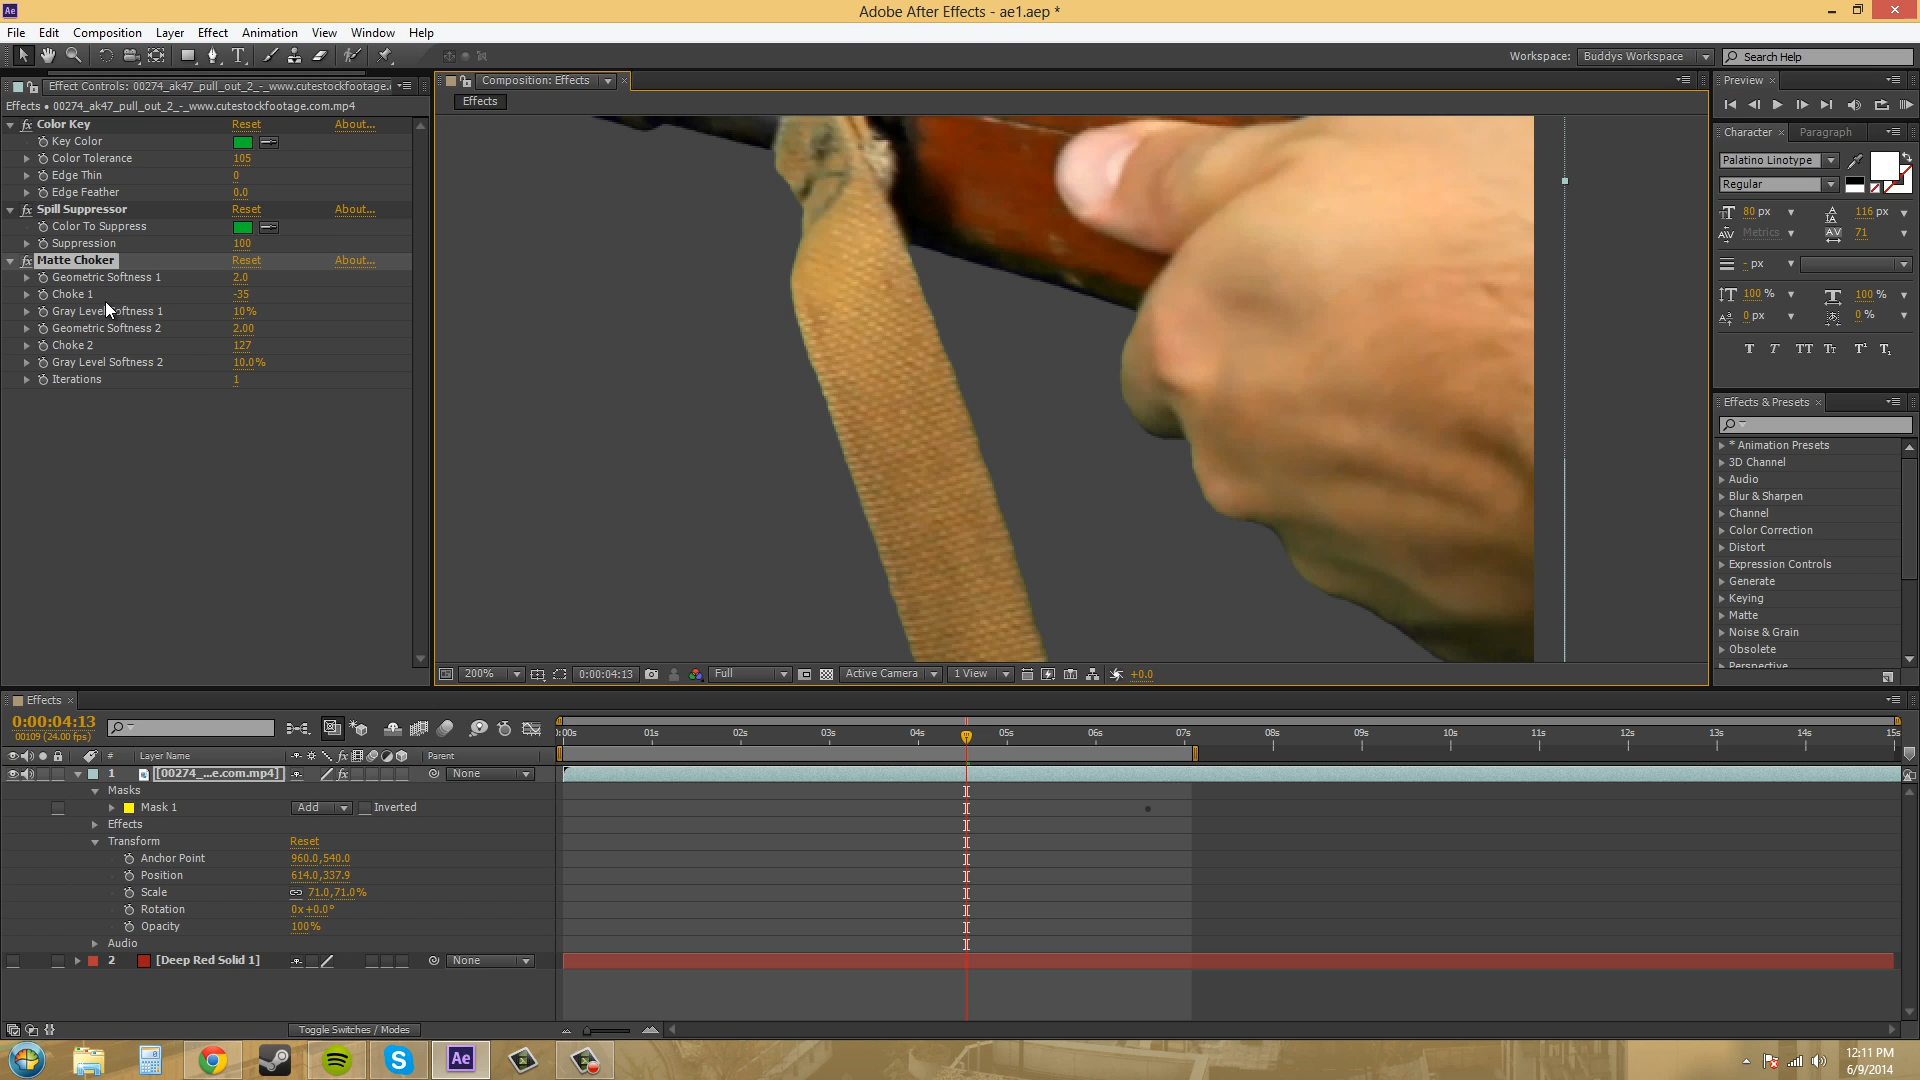 Adobe After Effects - ae1.aep *
File Edit Composition Layer Effect Animation View Window Help
Workspace: Buddys Workspace Search Help
Effect Controls: 00274_ak47_pull_out_2_-_www.cutestockfootage.
Effects • 00274_ak47_pull_out_2_-_www.cutestockfootage.com.mp4
fx Color Key Reset About...
Key Color
Color Tolerance 105
Edge Thin 0
Edge Feather 0.0
fx Spill Suppressor Reset About...
Color To Suppress
Suppression 100
fx Matte Choker Reset About...
Geometric Softness 1 2.0
Choke 1 -35
Gray Level Softness 1 10%
Geometric Softness 2 2.00
Choke 2 127
Gray Level Softness 2 10.0%
Iterations 1
Composition: Effects
Effects
200% 0:00:04:13 Full Active Camera 1 View +0.0
Preview
Character Paragraph
Palatino Linotype
Regular
80 px 116 px
Metrics 71
- px
100 % 100 %
0 px 0 %
T T TT Tr T¹ T₁
Effects & Presets
* Animation Presets
3D Channel
Audio
Blur & Sharpen
Channel
Color Correction
Distort
Expression Controls
Generate
Keying
Matte
Noise & Grain
Obsolete
Perspective
Effects
0:00:04:13
00109 (24.00 fps)
:00s 01s 02s 03s 04s 05s 06s 07s 08s 09s 10s 11s 12s 13s 14s 15s
# Layer Name Parent
1 [00274_...e.com.mp4] None
Masks
Mask 1 Add Inverted
Effects
Transform Reset
Anchor Point 960.0,540.0
Position 614.0,337.9
Scale 71.0,71.0%
Rotation 0x+0.0°
Opacity 100%
Audio
2 [Deep Red Solid 1] None
Toggle Switches / Modes
Ae
12:11 PM
6/9/2014